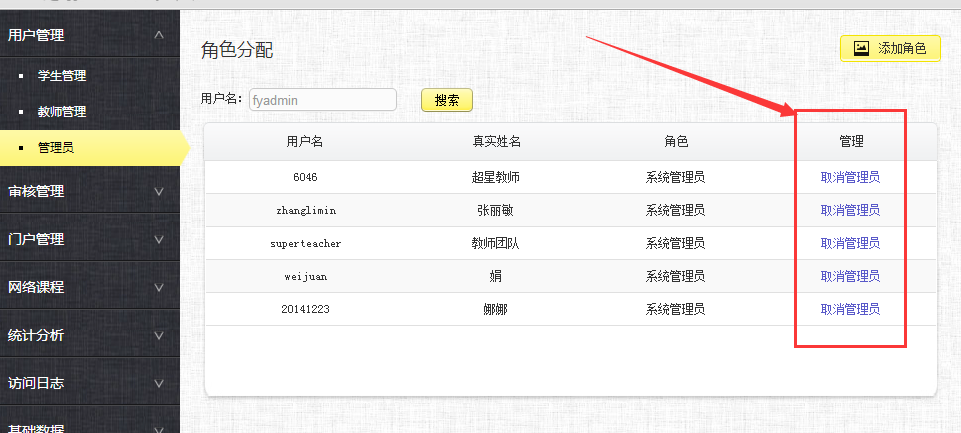 用户管理
学生管理
教师管理
管理员
审核管理
门户管理
网络课程
统计分析
访问日志
基础数据
角色分配
添加角色
用户名: fyadmin 搜索
用户名 真实姓名 角色 管理
6046 超星教师 系统管理员 取消管理员
zhanglimin 张丽敏 系统管理员 取消管理员
superteacher 教师团队 系统管理员 取消管理员
weijuan 娟 系统管理员 取消管理员
20141223 娜娜 系统管理员 取消管理员